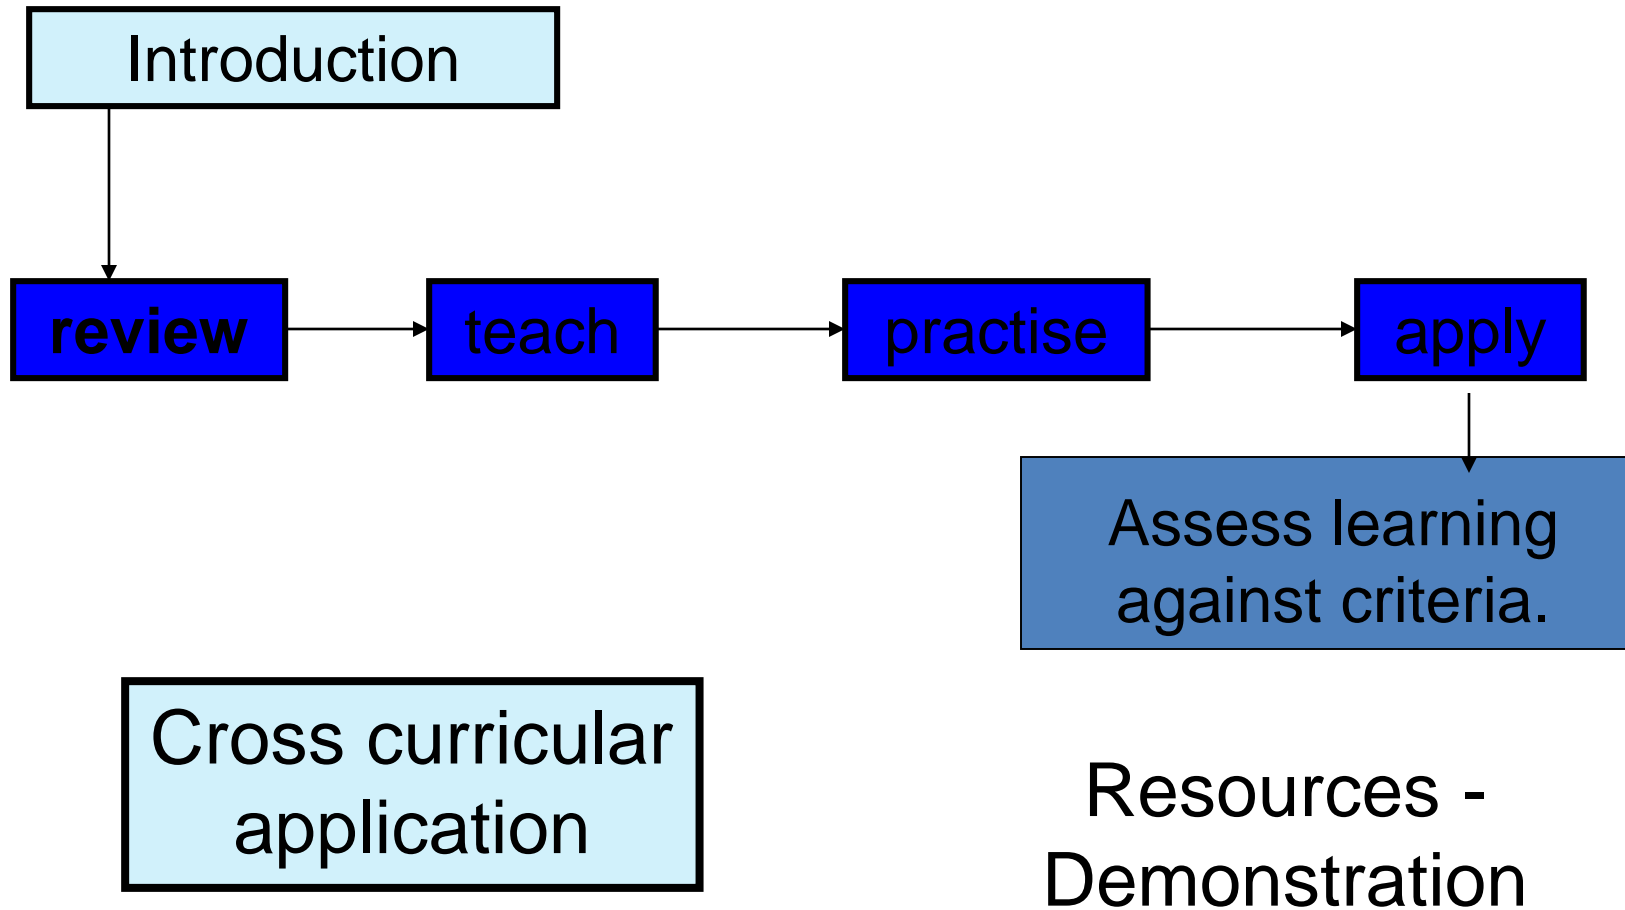 Introduction
review
teach
practise
apply
Assess learning
against criteria.
Cross curricular
application
Resources -
Demonstration